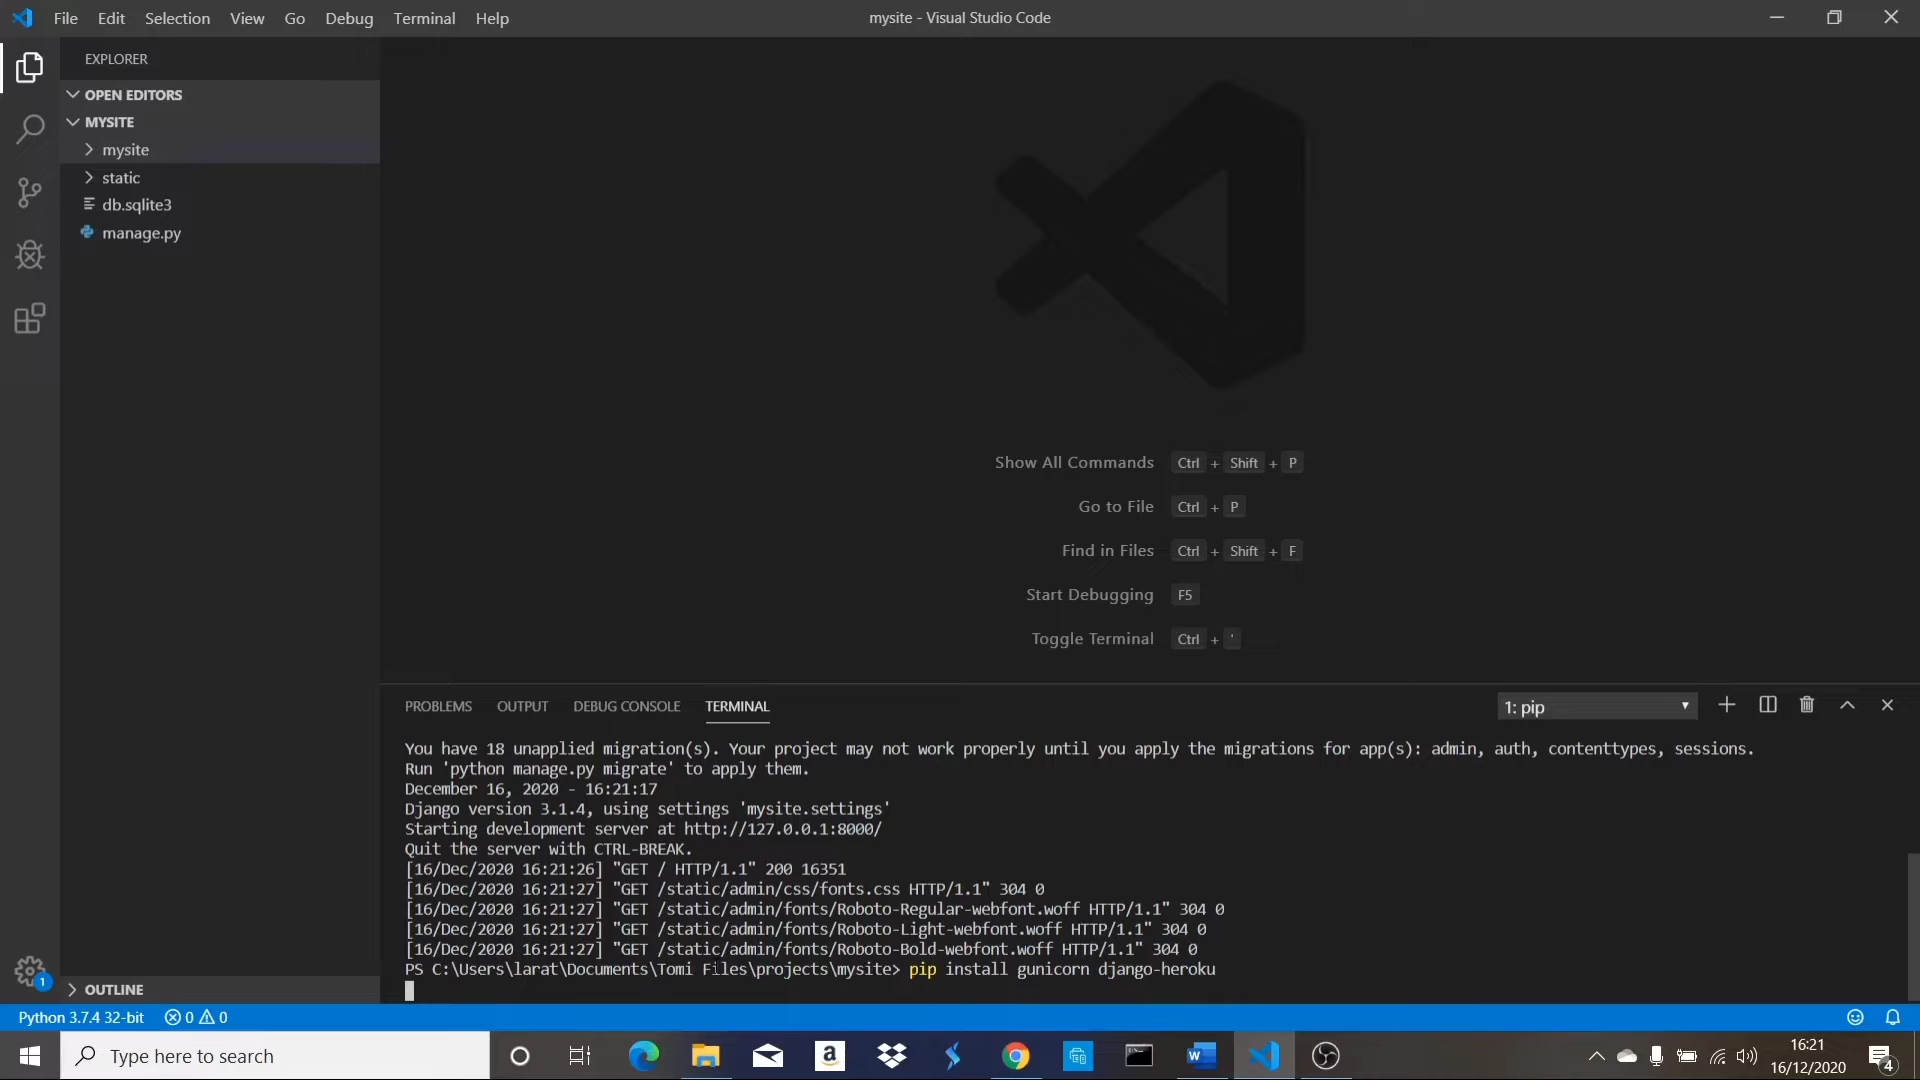 File Edit Selection View Go Debug Terminal Help
mysite - Visual Studio Code
EXPLORER
OPEN EDITORS
MYSITE
mysite
static
db.sqlite3
manage.py
Show All Commands Ctrl + Shift + P
Go to File Ctrl + P
Find in Files Ctrl + Shift + F
Start Debugging F5
Toggle Terminal Ctrl + '
PROBLEMS OUTPUT DEBUG CONSOLE TERMINAL
1: pip
You have 18 unapplied migration(s). Your project may not work properly until you apply the migrations for app(s): admin, auth, contenttypes, sessions.
Run 'python manage.py migrate' to apply them.
December 16, 2020 - 16:21:17
Django version 3.1.4, using settings 'mysite.settings'
Starting development server at http://127.0.0.1:8000/
Quit the server with CTRL-BREAK.
[16/Dec/2020 16:21:26] "GET / HTTP/1.1" 200 16351
[16/Dec/2020 16:21:27] "GET /static/admin/css/fonts.css HTTP/1.1" 304 0
[16/Dec/2020 16:21:27] "GET /static/admin/fonts/Roboto-Regular-webfont.woff HTTP/1.1" 304 0
[16/Dec/2020 16:21:27] "GET /static/admin/fonts/Roboto-Light-webfont.woff HTTP/1.1" 304 0
[16/Dec/2020 16:21:27] "GET /static/admin/fonts/Roboto-Bold-webfont.woff HTTP/1.1" 304 0
PS C:\Users\larat\Documents\Tomi Files\projects\mysite> pip install gunicorn django-heroku
1
OUTLINE
Python 3.7.4 32-bit 0 0
Type here to search
16:21
16/12/2020
4